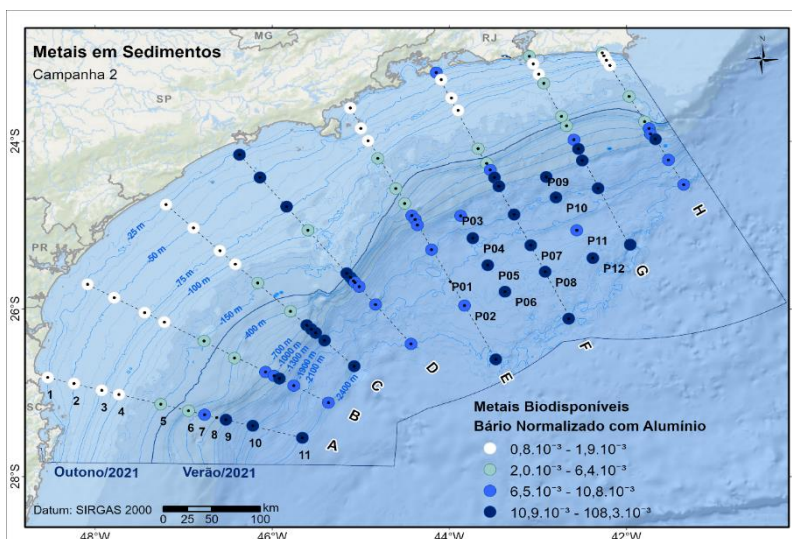 MG
RJ
Metais em Sedimentos
Campanha 2
SP
24°S
PR
26°S
SC
28°S
-25 m
-50 m
-75 m
-100 m
-150 m
-400 m
-700 m
-1000 m
-1300 m
-1900 m
-2100 m
-2400 m
P09
P10
P03
P04
P11
P05
P07
P12
P01
P06
P08
P02
H
G
F
E
D
C
B
A
1
2
3
4
5
6
7
8
9
10
11
Metais Biodisponíveis
Bário Normalizado com Alumínio
0,8.10⁻³ - 1,9.10⁻³
2,0.10⁻³ - 6,4.10⁻³
6,5.10⁻³ - 10,8.10⁻³
10,9.10⁻³ - 108,3.10⁻³
Outono/2021 Verão/2021
Datum: SIRGAS 2000
km
0 25 50 100
48°W 46°W 44°W 42°W